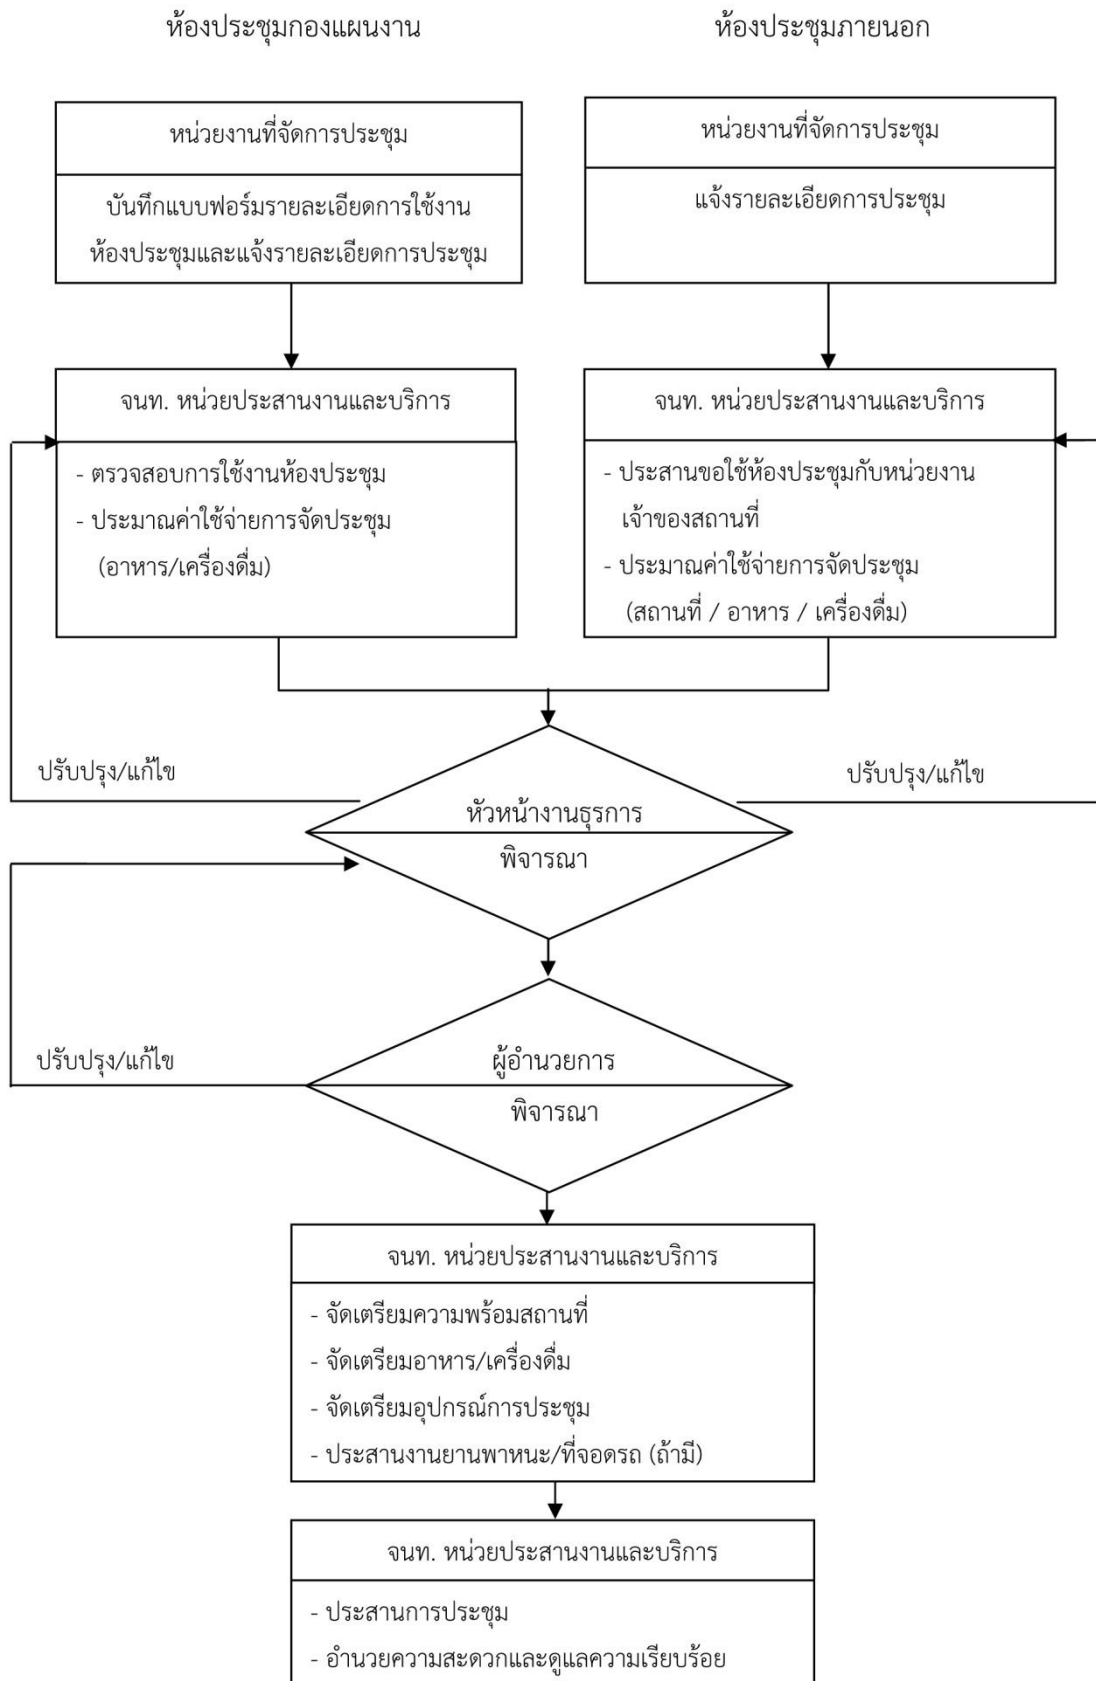 ห้องประชุมกองแผนงาน
ห้องประชุมภายนอก
หน่วยงานที่จัดการประชุม
บันทึกแบบฟอร์มรายละเอียดการใช้งาน
ห้องประชุมและแจ้งรายละเอียดการประชุม
หน่วยงานที่จัดการประชุม
แจ้งรายละเอียดการประชุม
จนท. หน่วยประสานงานและบริการ
- ตรวจสอบการใช้งานห้องประชุม
- ประมาณค่าใช้จ่ายการจัดประชุม
(อาหาร/เครื่องดื่ม)
จนท. หน่วยประสานงานและบริการ
- ประสานขอใช้ห้องประชุมกับหน่วยงาน
เจ้าของสถานที่
- ประมาณค่าใช้จ่ายการจัดประชุม
(สถานที่ / อาหาร / เครื่องดื่ม)
ปรับปรุง/แก้ไข
ปรับปรุง/แก้ไข
หัวหน้างานธุรการ
พิจารณา
ปรับปรุง/แก้ไข
ผู้อำนวยการ
พิจารณา
จนท. หน่วยประสานงานและบริการ
- จัดเตรียมความพร้อมสถานที่
- จัดเตรียมอาหาร/เครื่องดื่ม
- จัดเตรียมอุปกรณ์การประชุม
- ประสานงานยานพาหนะ/ที่จอดรถ (ถ้ามี)
จนท. หน่วยประสานงานและบริการ
- ประสานการประชุม
- อำนวยความสะดวกและดูแลความเรียบร้อย